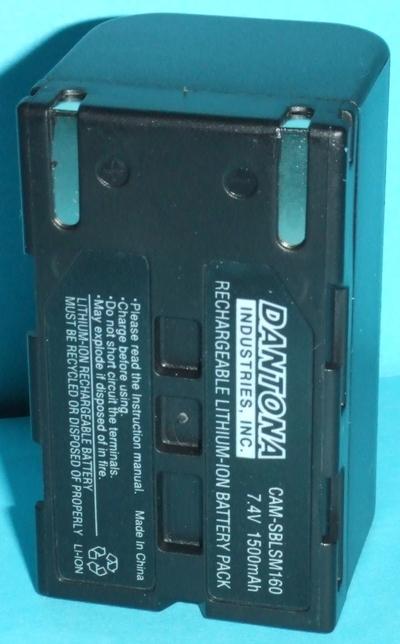 DANTONA
INDUSTRIES, INC.
RECHARGEABLE LITHIUM-ION BATTERY PACK
CAM-SBLSM160
7.4V 1500mAh
•Please read the Instruction manual.
•Charge before using.
•Do not short circuit the terminals.
•May explode if disposed of in fire.
Made In China
LITHIUM-ION RECHARGEABLE BATTERY
MUST BE RECYCLED OR DISPOSED OF PROPERLY
LI-ION